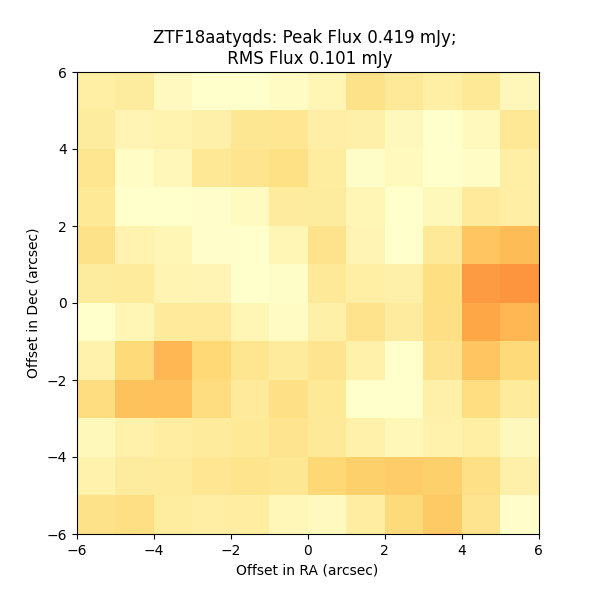 ZTF18aatyqds: Peak Flux 0.419 mJy;
RMS Flux 0.101 mJy
6
4
2
0
−2
−4
−6
Offset in Dec (arcsec)
−6 −4 −2 0 2 4 6
Offset in RA (arcsec)